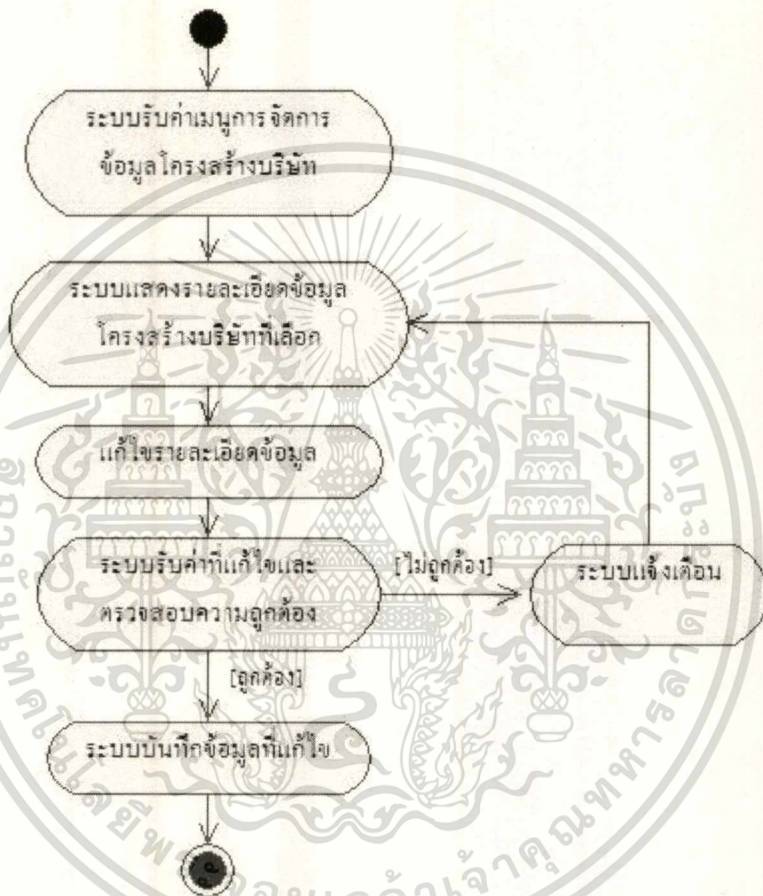 ระบบรับค่าเมนูการจัดการ
ข้อมูลโครงสร้างบริษัท
ระบบแสดงรายละเอียดข้อมูล
โครงสร้างบริษัทที่เลือก
แก้ไขรายละเอียดข้อมูล
ระบบรับค่าที่แก้ไขและ
ตรวจสอบความถูกต้อง
[ไม่ถูกต้อง]
ระบบแจ้งเตือน
[ถูกต้อง]
ระบบบันทึกข้อมูลที่แก้ไข